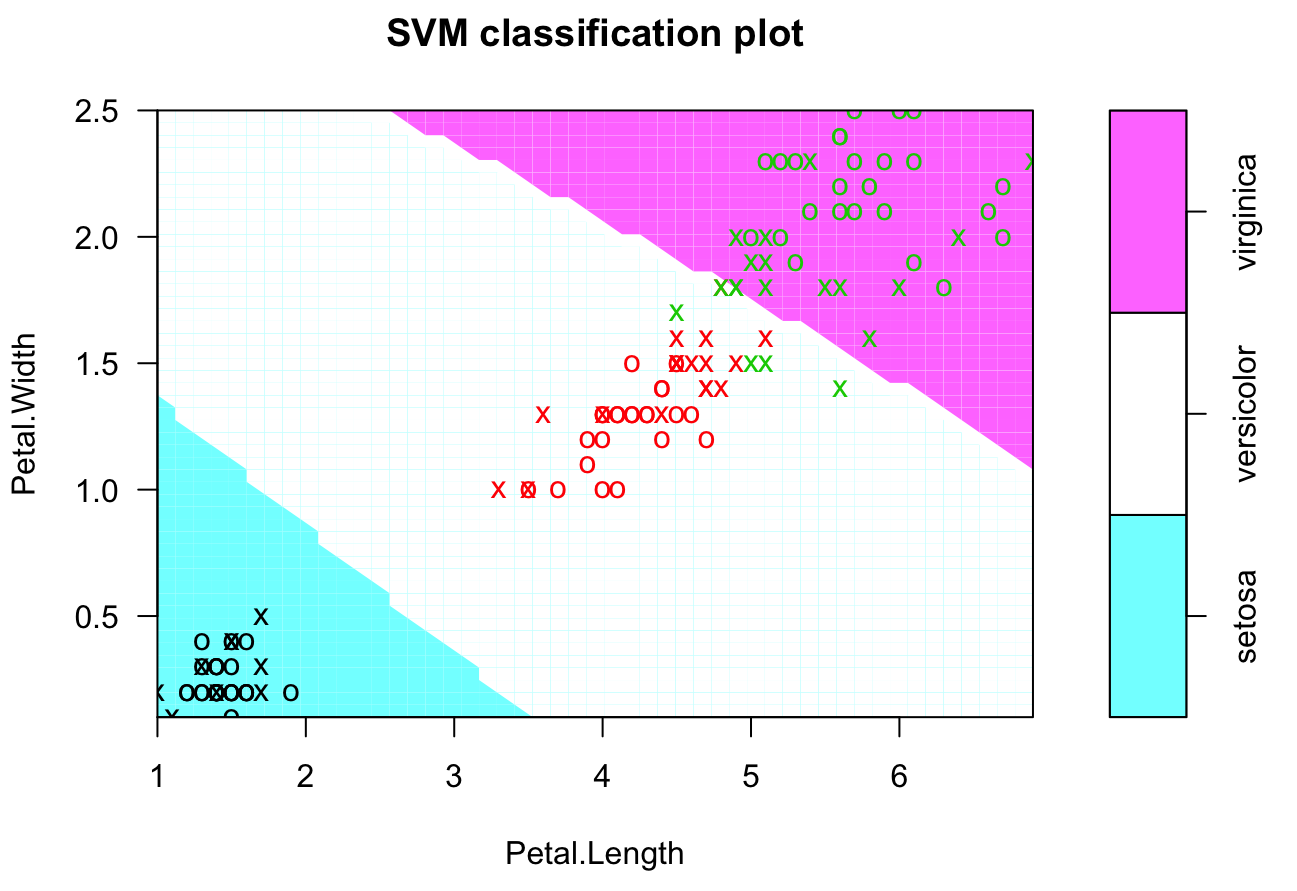 SVM classification plot
Petal.Width
2.5
2.0
1.5
1.0
0.5
1 2 3 4 5 6
Petal.Length
virginica
versicolor
setosa